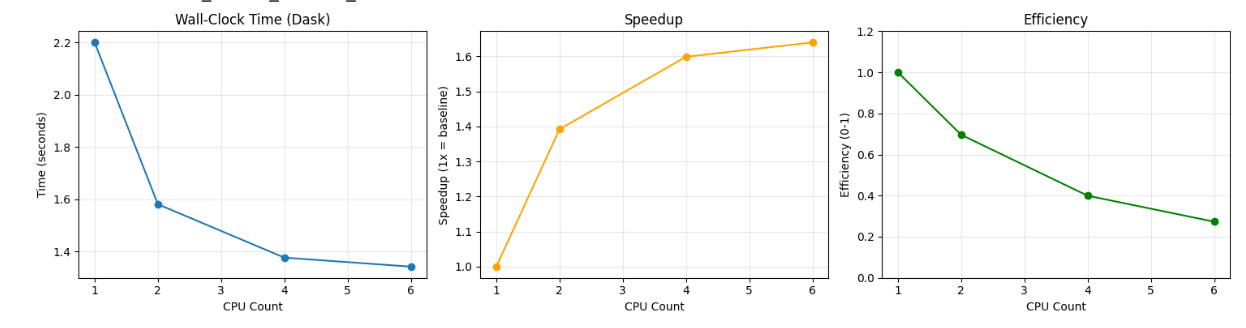 Wall-Clock Time (Dask)
Time (seconds)
2.2
2.0
1.8
1.6
1.4
1 2 3 4 5 6
CPU Count
Speedup
Speedup (1x = baseline)
1.6
1.5
1.4
1.3
1.2
1.1
1.0
1 2 3 4 5 6
CPU Count
Efficiency
Efficiency (0-1)
1.2
1.0
0.8
0.6
0.4
0.2
0.0
1 2 3 4 5 6
CPU Count